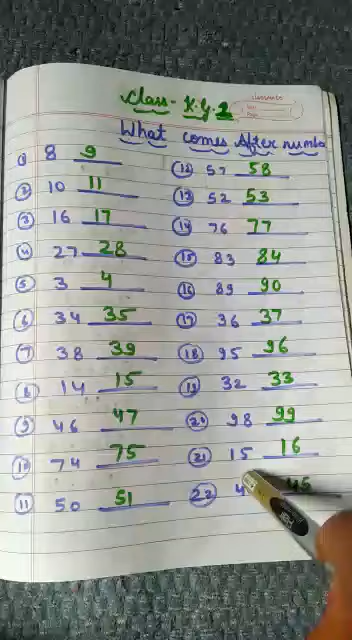 Class - K.G. 2
What comes After numbe
① 8 9
② 10 11
③ 16 17
④ 27 28
⑤ 3 4
⑥ 34 35
⑦ 38 39
⑧ 14 15
⑨ 46 47
⑩ 74 75
⑪ 50 51
⑫ 57 58
⑬ 52 53
⑭ 76 77
⑮ 83 84
⑯ 89 90
⑰ 36 37
⑱ 95 96
⑲ 32 33
⑳ 98 99
㉑ 15 16
㉒ 4 45